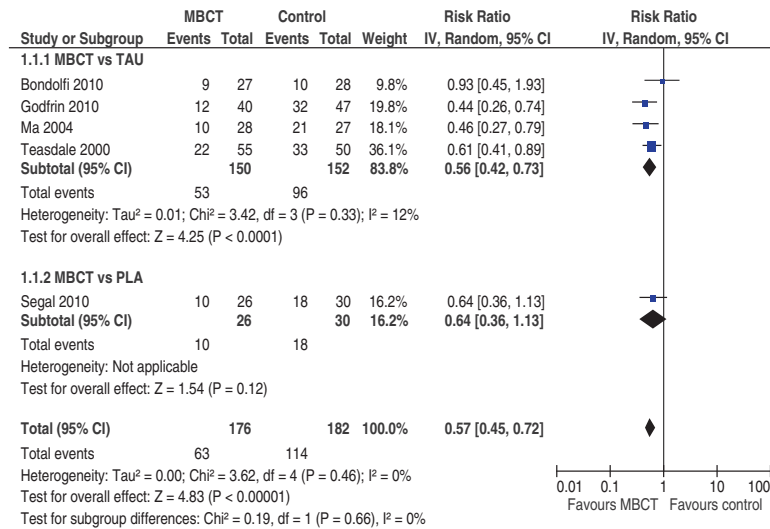 MBCT Control Risk Ratio Risk Ratio
Study or Subgroup Events Total Events Total Weight IV, Random, 95% CI IV, Random, 95% CI
1.1.1 MBCT vs TAU
Bondolfi 2010 9 27 10 28 9.8% 0.93 [0.45, 1.93]
Godfrin 2010 12 40 32 47 19.8% 0.44 [0.26, 0.74]
Ma 2004 10 28 21 27 18.1% 0.46 [0.27, 0.79]
Teasdale 2000 22 55 33 50 36.1% 0.61 [0.41, 0.89]
Subtotal (95% CI) 150 152 83.8% 0.56 [0.42, 0.73]
Total events 53 96
Heterogeneity: Tau² = 0.01; Chi² = 3.42, df = 3 (P = 0.33); I² = 12%
Test for overall effect: Z = 4.25 (P < 0.0001)
1.1.2 MBCT vs PLA
Segal 2010 10 26 18 30 16.2% 0.64 [0.36, 1.13]
Subtotal (95% CI) 26 30 16.2% 0.64 [0.36, 1.13]
Total events 10 18
Heterogeneity: Not applicable
Test for overall effect: Z = 1.54 (P = 0.12)
Total (95% CI) 176 182 100.0% 0.57 [0.45, 0.72]
Total events 63 114
Heterogeneity: Tau² = 0.00; Chi² = 3.62, df = 4 (P = 0.46); I² = 0%
Test for overall effect: Z = 4.83 (P < 0.00001)
Test for subgroup differences: Chi² = 0.19, df = 1 (P = 0.66), I² = 0%
0.01 0.1 1 10 100
Favours MBCT Favours control